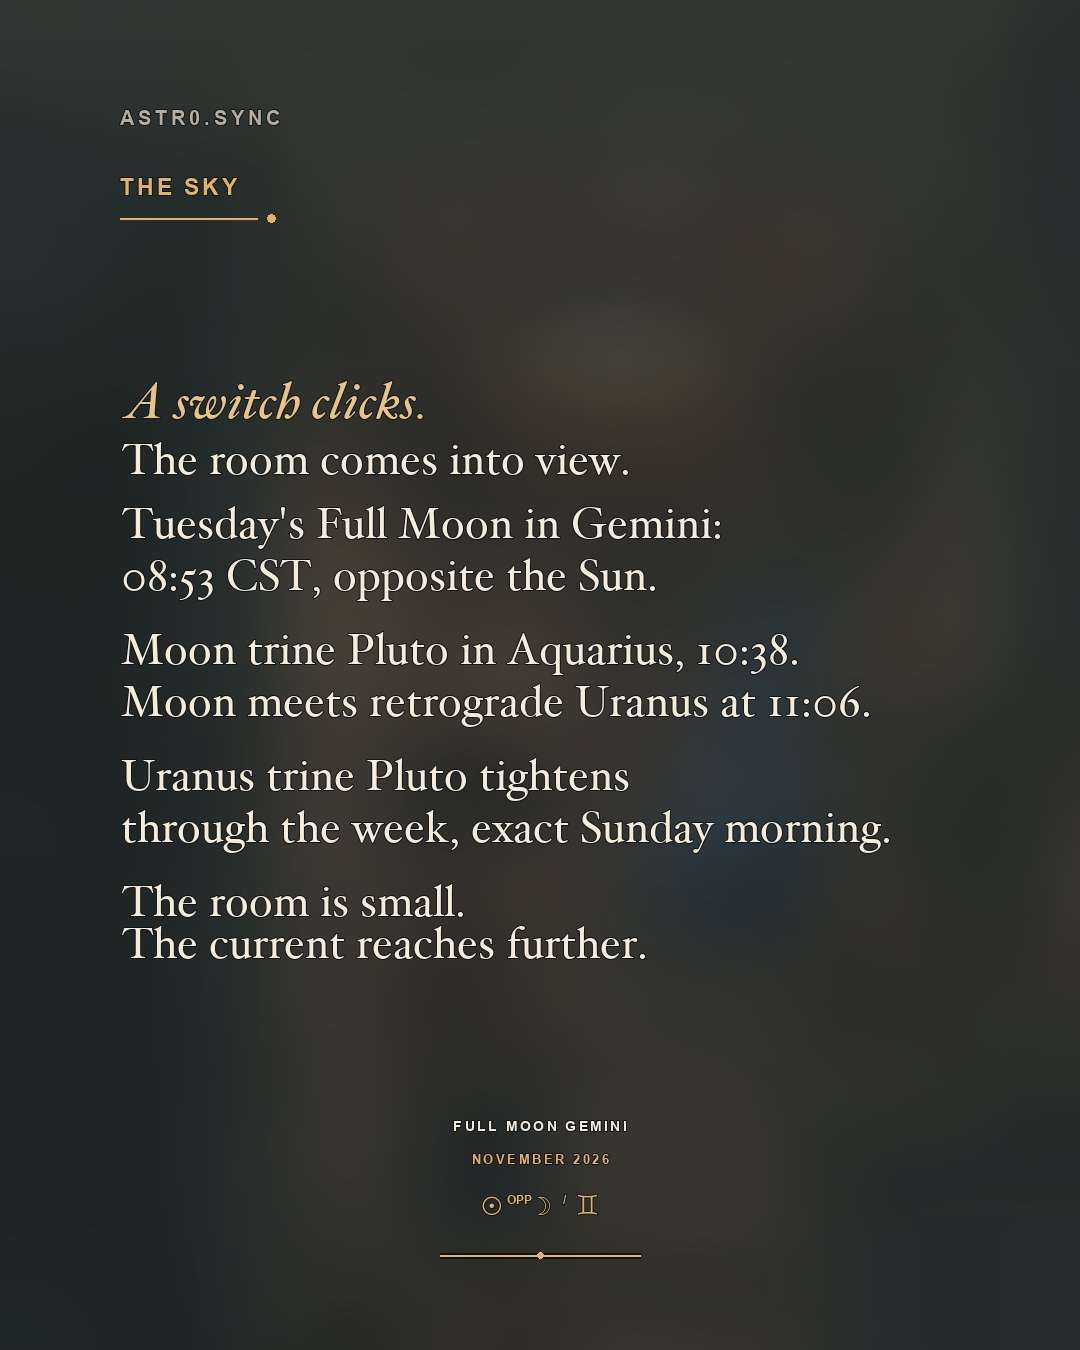 ASTR0.SYNC
THE SKY
A switch clicks.
The room comes into view.
Tuesday's Full Moon in Gemini:
08:53 CST, opposite the Sun.
Moon trine Pluto in Aquarius, 10:38.
Moon meets retrograde Uranus at 11:06.
Uranus trine Pluto tightens
through the week, exact Sunday morning.
The room is small.
The current reaches further.
FULL MOON GEMINI
NOVEMBER 2026
☉ OPP ☽ / ♊